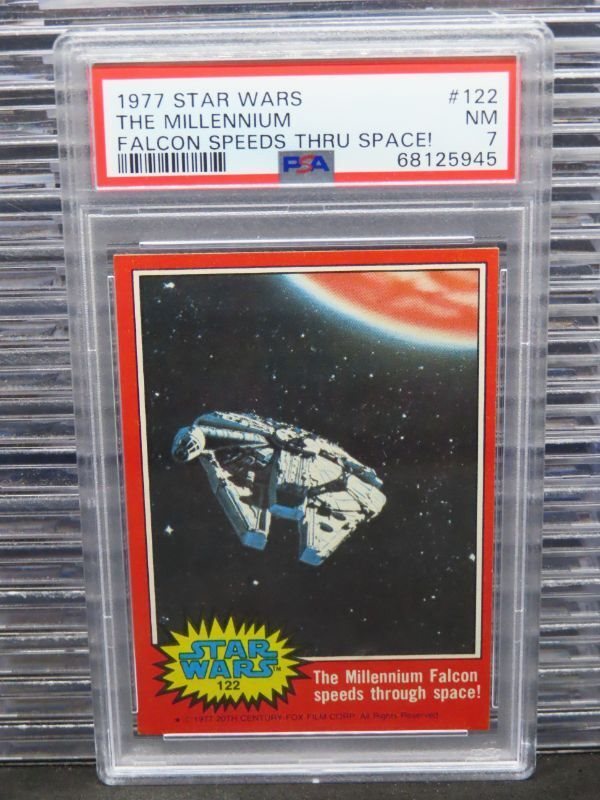 1977 STAR WARS #122
THE MILLENNIUM NM
FALCON SPEEDS THRU SPACE! 7
PSA 68125945
STAR
WARS™
122
The Millennium Falcon
speeds through space!
★ © 1977 20TH CENTURY-FOX FILM CORP. All Rights Reserved